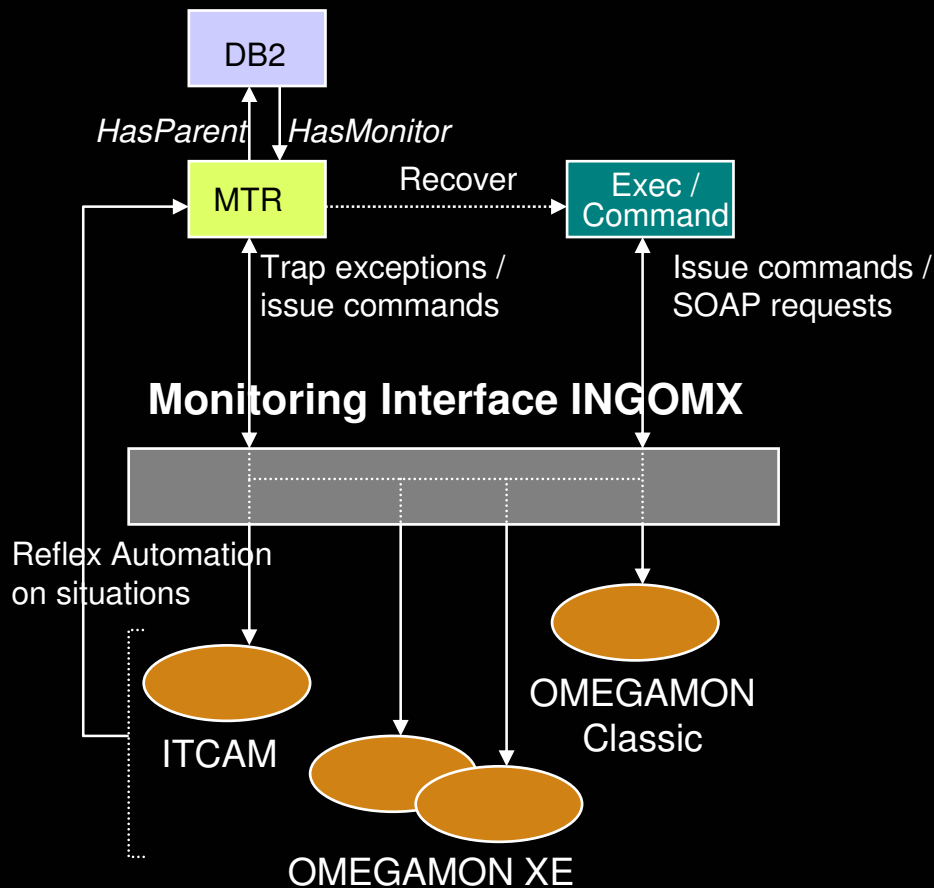 DB2
HasParent
HasMonitor
MTR
Recover
Exec /
Command
Trap exceptions /
issue commands
Issue commands /
SOAP requests
Monitoring Interface INGOMX
Reflex Automation
on situations
ITCAM
OMEGAMON
Classic
OMEGAMON XE